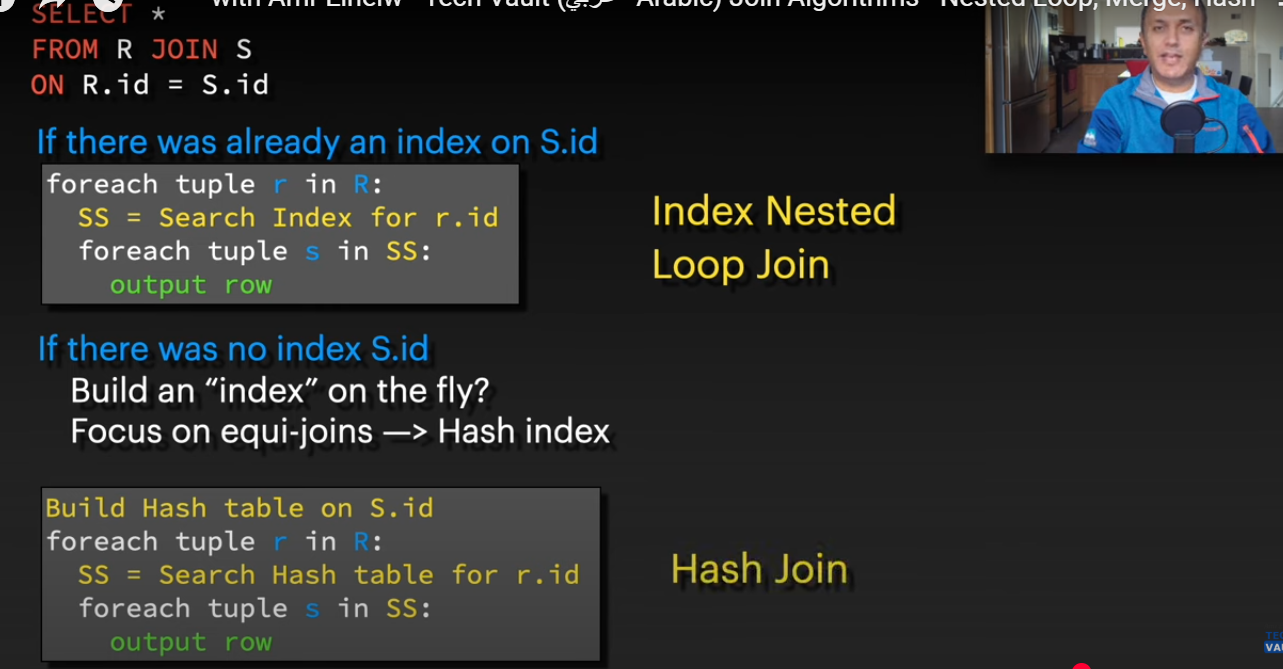 with Amr Elhelw - Tech Vault (عربي - Arabic) Join Algorithms - Nested Loop, Merge, Hash
SELECT *
FROM R JOIN S
ON R.id = S.id
If there was already an index on S.id
foreach tuple r in R:
SS = Search Index for r.id
foreach tuple s in SS:
output row
Index Nested
Loop Join
If there was no index S.id
Build an “index” on the fly?
Focus on equi-joins —> Hash index
Build Hash table on S.id
foreach tuple r in R:
SS = Search Hash table for r.id
foreach tuple s in SS:
output row
Hash Join